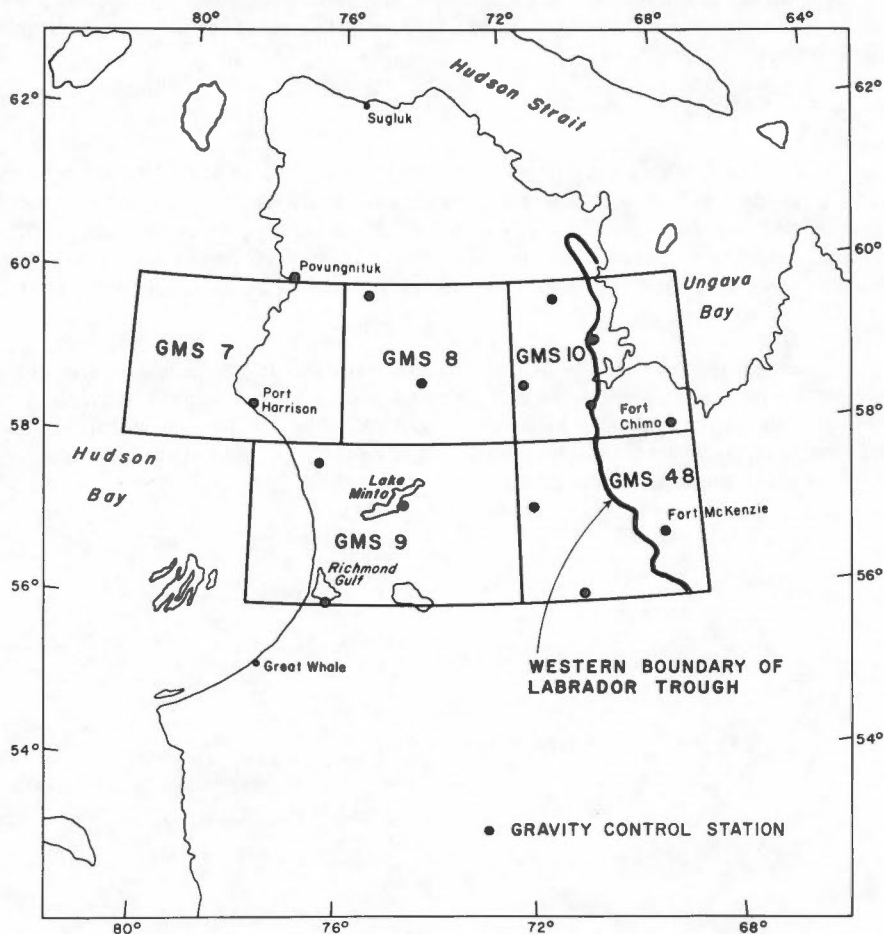 80° 76° 72° 68° 64°
62° 62°
Hudson Strait
Sugluk
60° 60°
Povungnituk
Ungava
Bay
GMS 7
GMS 8
GMS 10
Port
Harrison
58° 58°
Fort
Chimo
Hudson
Bay
Lake
Minto
GMS 48
Fort McKenzie
GMS 9
Richmond
Gulf
56° 56°
Great Whale
WESTERN BOUNDARY OF
LABRADOR TROUGH
54° 54°
GRAVITY CONTROL STATION
80° 76° 72° 68°